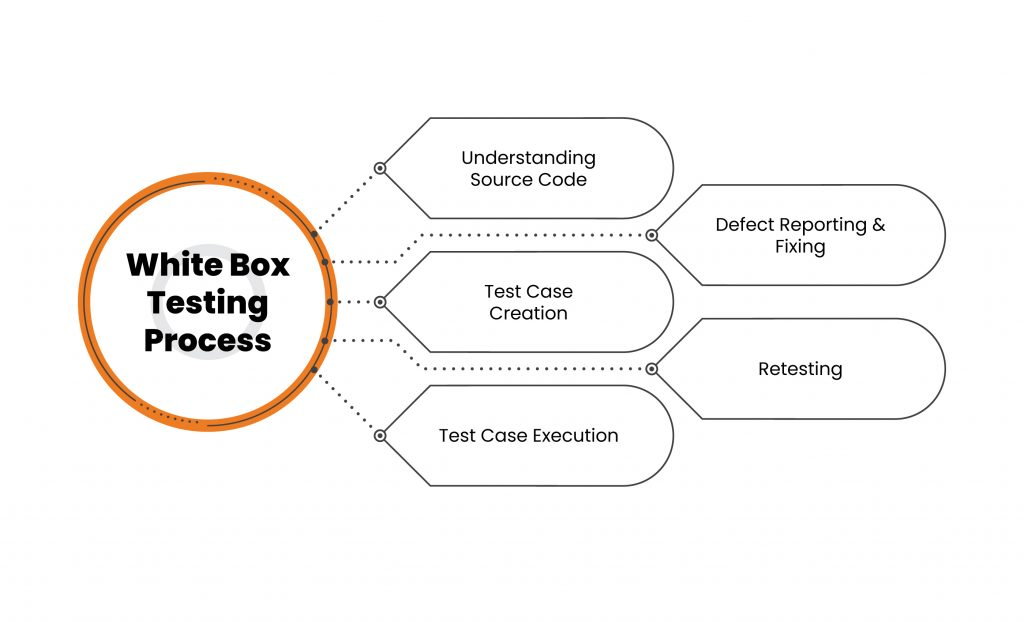 White Box
Testing
Process
Understanding
Source Code
Defect Reporting &
Fixing
Test Case
Creation
Retesting
Test Case Execution